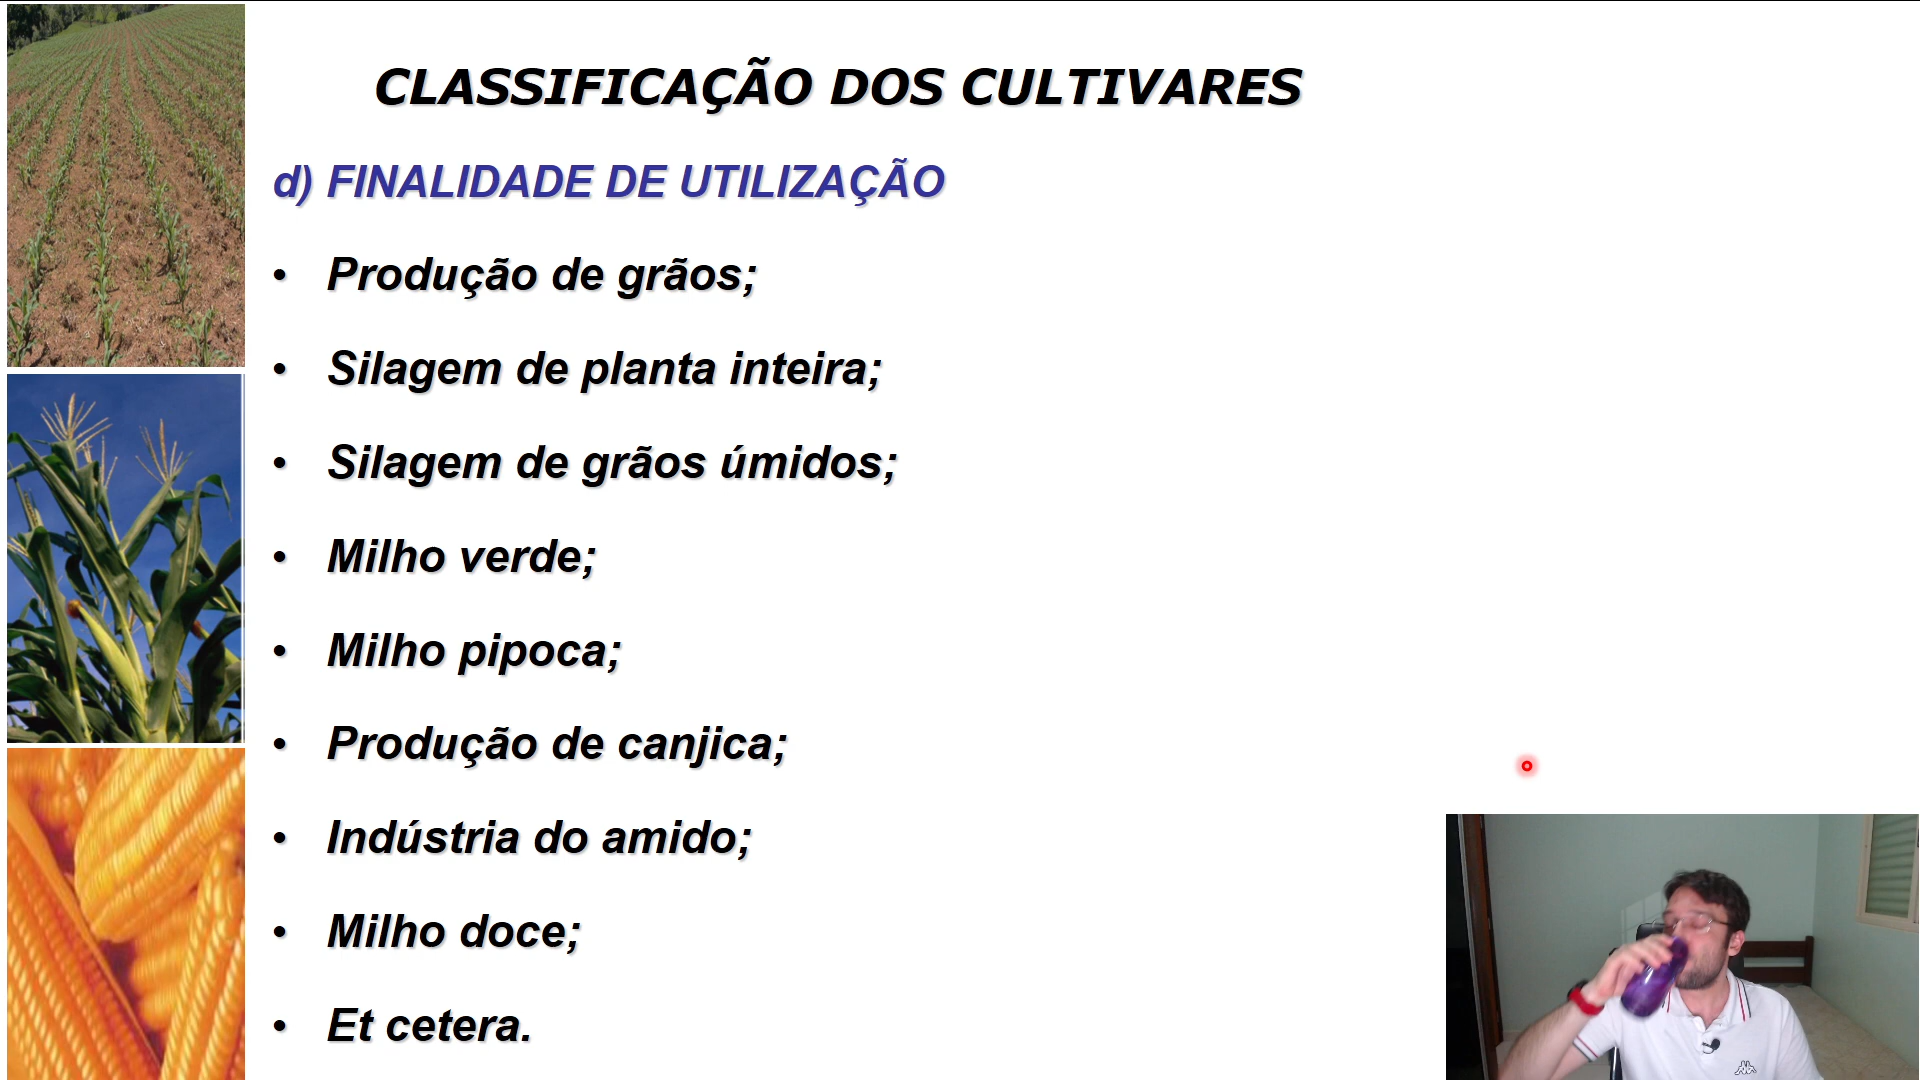 CLASSIFICAÇÃO DOS CULTIVARES
d) FINALIDADE DE UTILIZAÇÃO
• Produção de grãos;
• Silagem de planta inteira;
• Silagem de grãos úmidos;
• Milho verde;
• Milho pipoca;
• Produção de canjica;
• Indústria do amido;
• Milho doce;
• Et cetera.